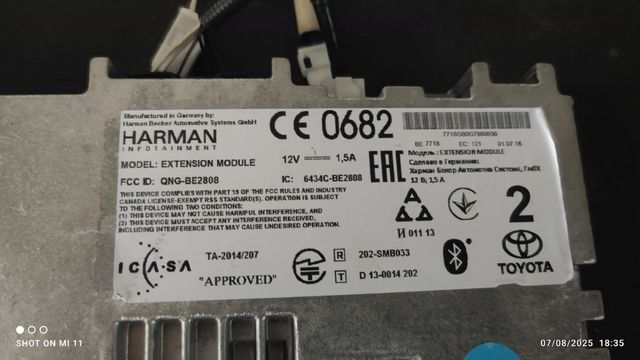 Manufactured in Germany by:
Harman Becker Automotive Systems GmbH
HARMAN
INFOTAINMENT
CE 0682
7718GB0G7980936
BE 7718 EC: 121 01.07.16
MODEL: EXTENSION MODULE 12V 1,5A
FCC ID: QNG-BE2808 IC: 6434C-BE2808
EAC
Модель : EXTENSION MODULE
Сделано в Германии
Харман Бекер Автомотив Системс, ГмбХ
12 В; 1,5 А
THIS DEVICE COMPLIES WITH PART 15 OF THE FCC RULES AND INDUSTRY
CANADA LICENSE-EXEMPT RSS STANDARD(S). OPERATION IS SUBJECT
TO THE FOLLOWING TWO CONDITIONS:
(1) THIS DEVICE MAY NOT CAUSE HARMFUL INTERFERENCE, AND
(2) THIS DEVICE MUST ACCEPT ANY INTERFERENCE RECEIVED,
INCLUDING INTERFERENCE THAT MAY CAUSE UNDESIRED OPERATION.
И 011 13
2
TOYOTA
ICASA
TA-2014/207
"APPROVED"
R 202-SMB033
T D 13-0014 202
SHOT ON MI 11
07/08/2025 18:35